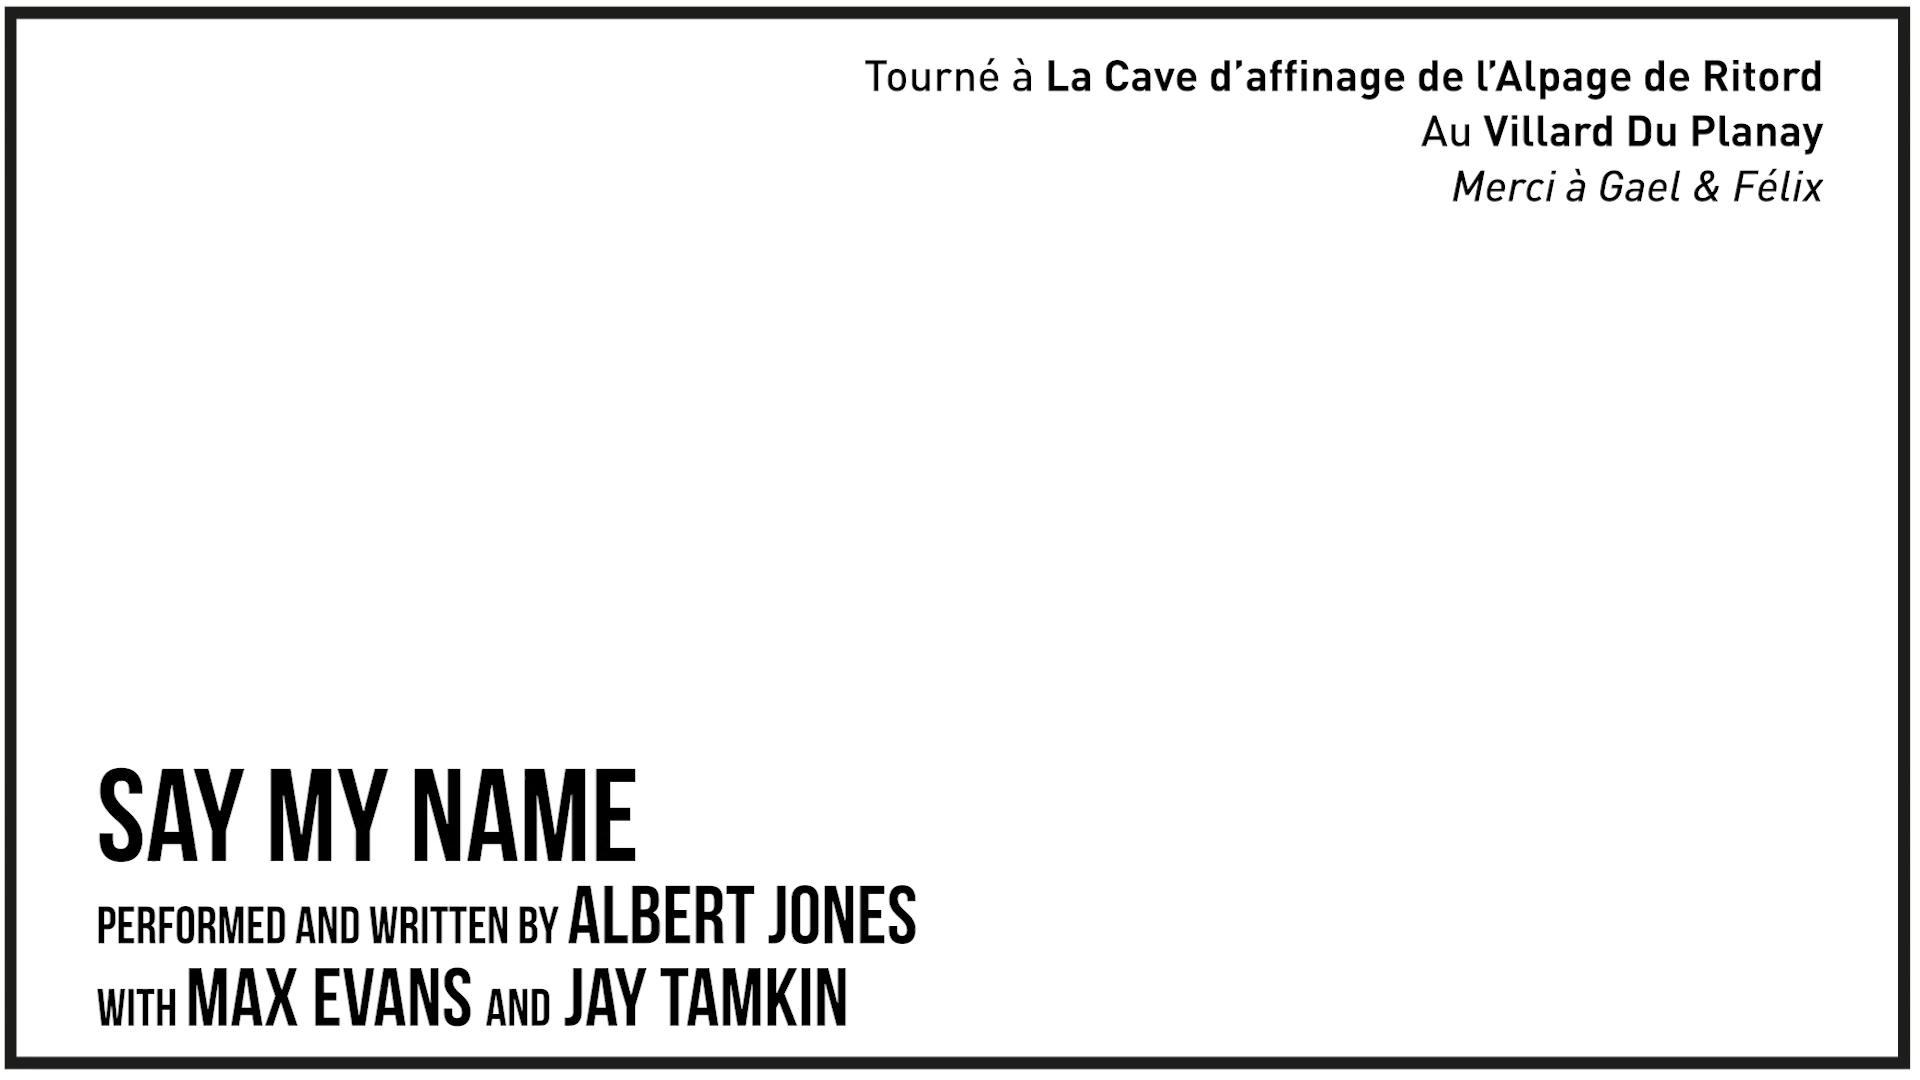 Tourné à La Cave d’affinage de l’Alpage de Ritord
Au Villard Du Planay
Merci à Gael & Félix
SAY MY NAME
PERFORMED AND WRITTEN BY ALBERT JONES
WITH MAX EVANS AND JAY TAMKIN